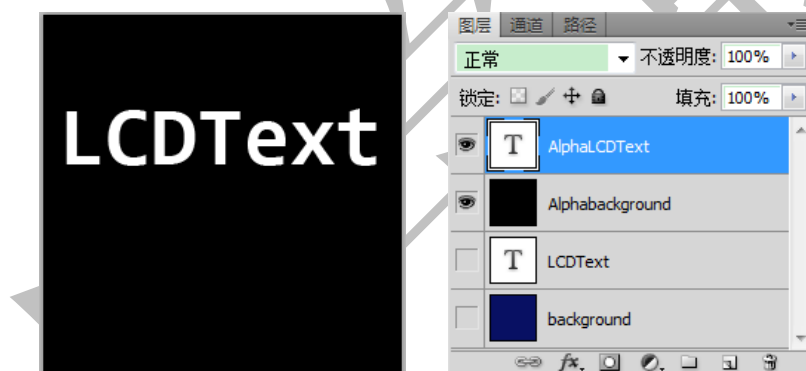 LCDText
图层 通道 路径
正常 不透明度: 100%
锁定: 填充: 100%
T AlphaLCDText
Alphabackground
T LCDText
background
fx.